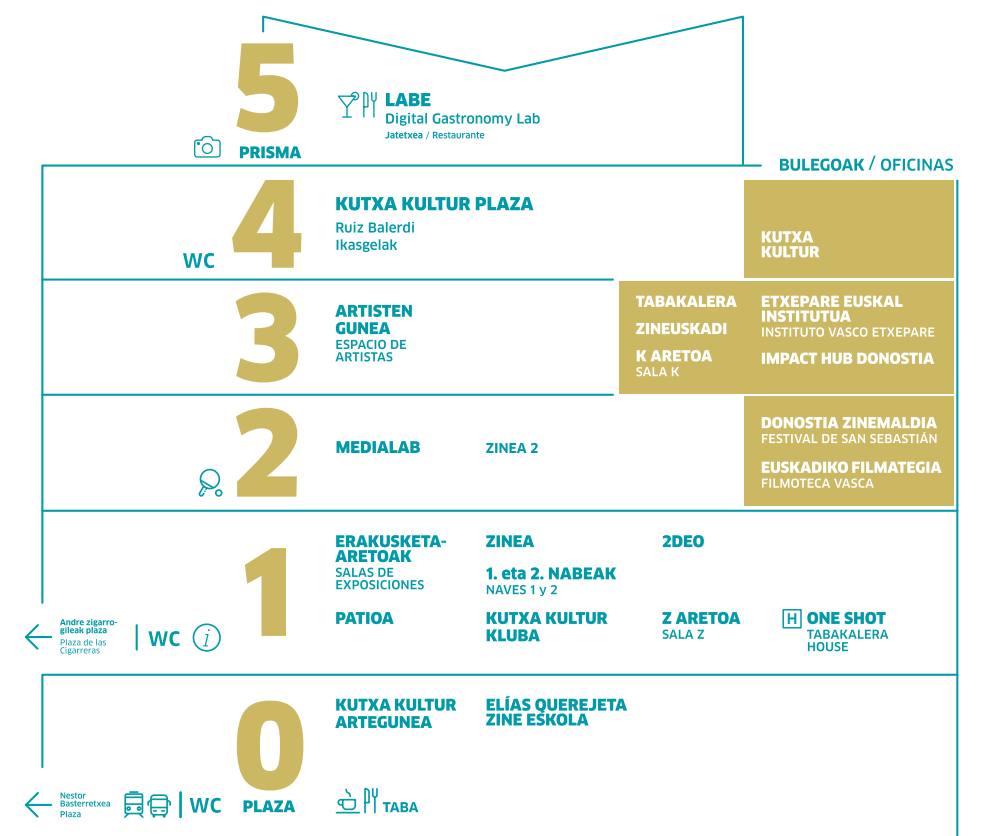 5
LABE
Digital Gastronomy Lab
Jatetxea / Restaurante
PRISMA
BULEGOAK / OFICINAS
4
KUTXA KULTUR PLAZA
Ruiz Balerdi
Ikasgelak
WC
KUTXA
KULTUR
3
ARTISTEN
GUNEA
ESPACIO DE
ARTISTAS
TABAKALERA
ZINEUSKADI
K ARETOA
SALA K
ETXEPARE EUSKAL
INSTITUTUA
INSTITUTO VASCO ETXEPARE
IMPACT HUB DONOSTIA
2
MEDIALAB
ZINEA 2
DONOSTIA ZINEMALDIA
FESTIVAL DE SAN SEBASTIÁN
EUSKADIKO FILMATEGIA
FILMOTECA VASCA
1
ERAKUSKETA-
ARETOAK
SALAS DE
EXPOSICIONES
ZINEA
2DEO
1. eta 2. NABEAK
NAVES 1 y 2
PATIOA
KUTXA KULTUR
KLUBA
Z ARETOA
SALA Z
H ONE SHOT
TABAKALERA
HOUSE
Andre zigarro-
gileak plaza
Plaza de las
Cigarreras
WC
i
0
KUTXA KULTUR
ARTEGUNEA
ELÍAS QUEREJETA
ZINE ESKOLA
Nestor
Basterretxea
Plaza
WC
PLAZA
TABA